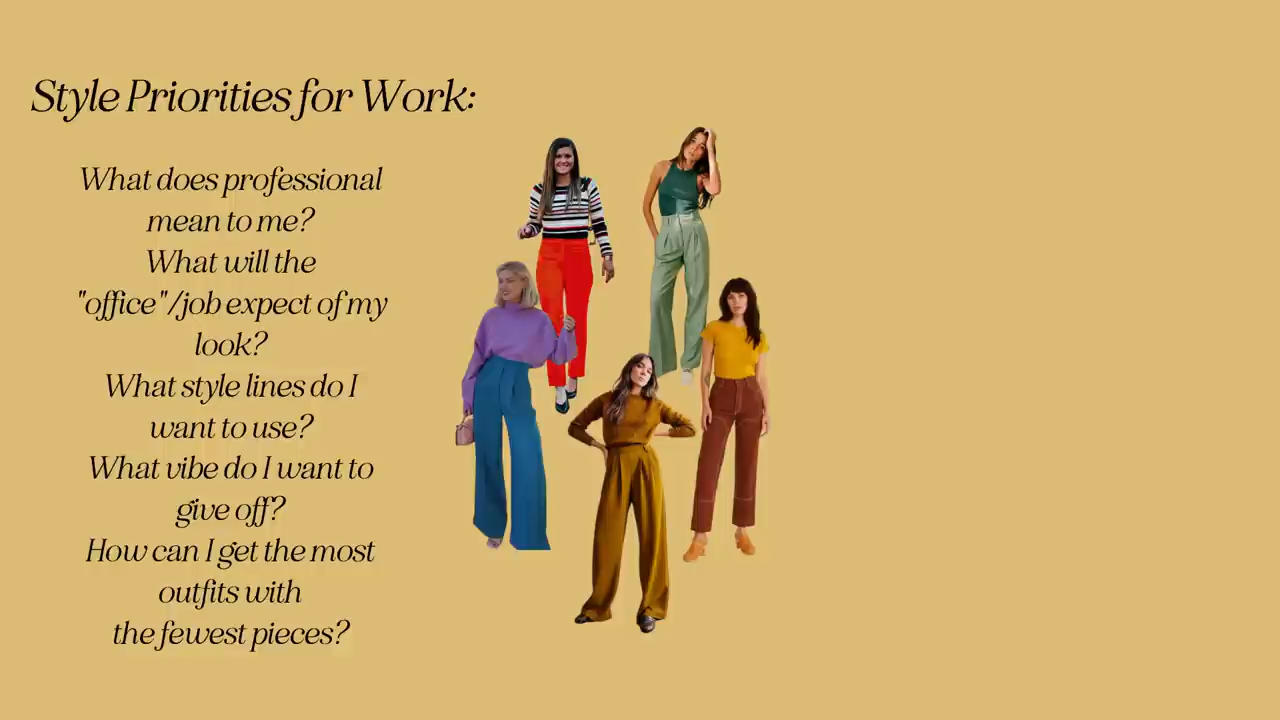 Style Priorities for Work:
What does professional
mean to me?
What will the
"office"/job expect of my
look?
What style lines do I
want to use?
What vibe do I want to
give off?
How can I get the most
outfits with
the fewest pieces?